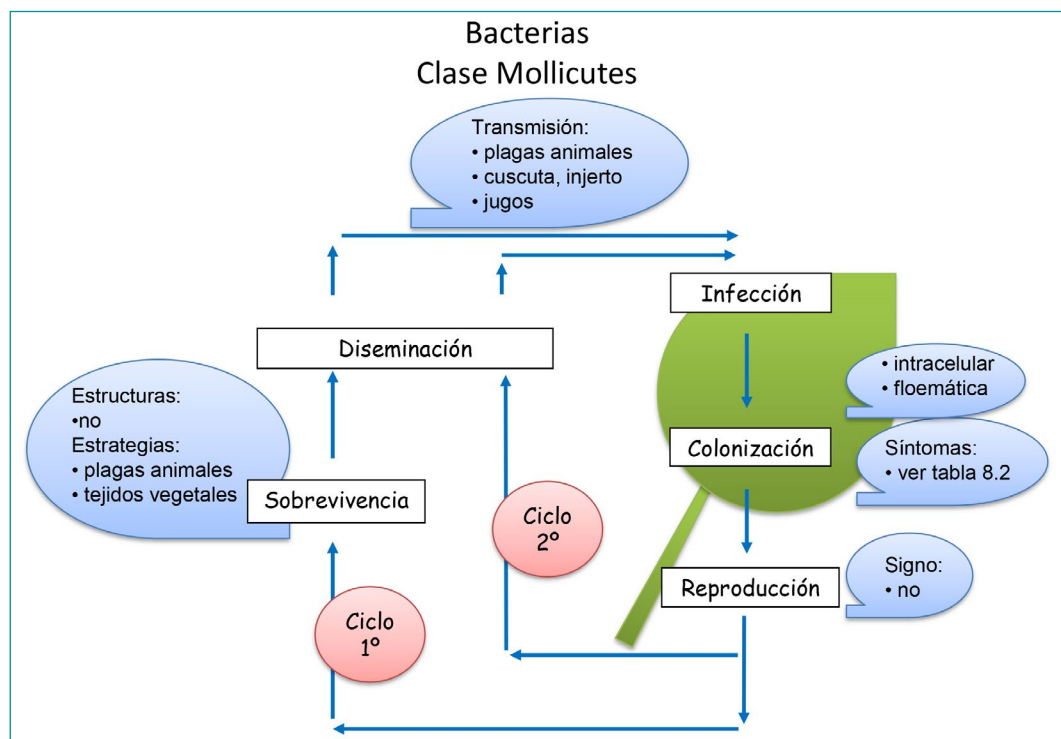 Bacterias
Clase Mollicutes
Transmisión:
• plagas animales
• cuscuta, injerto
• jugos
Infección
Diseminación
• intracelular
• floemática
Estructuras:
•no
Estrategias:
• plagas animales
• tejidos vegetales
Colonización
Síntomas:
• ver tabla 8.2
Sobrevivencia
Ciclo
2º
Reproducción
Signo:
• no
Ciclo
1º